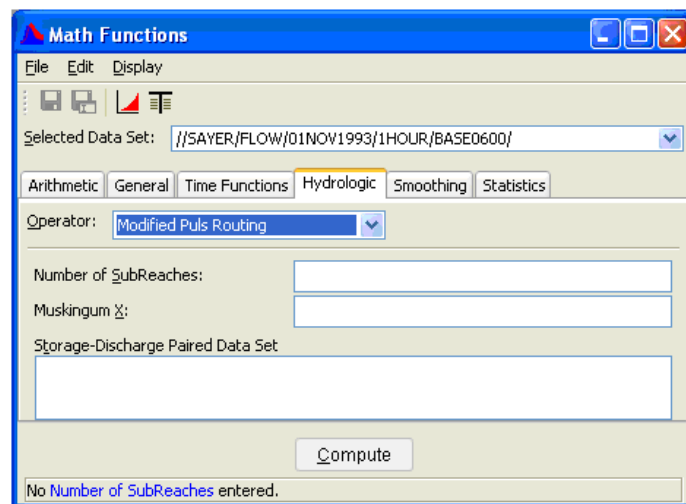 Math Functions
File Edit Display
Selected Data Set: //SAYER/FLOW/01NOV1993/1HOUR/BASE0600/
Arithmetic General Time Functions Hydrologic Smoothing Statistics
Operator: Modified Puls Routing
Number of SubReaches:
Muskingum X:
Storage-Discharge Paired Data Set
Compute
No Number of SubReaches entered.